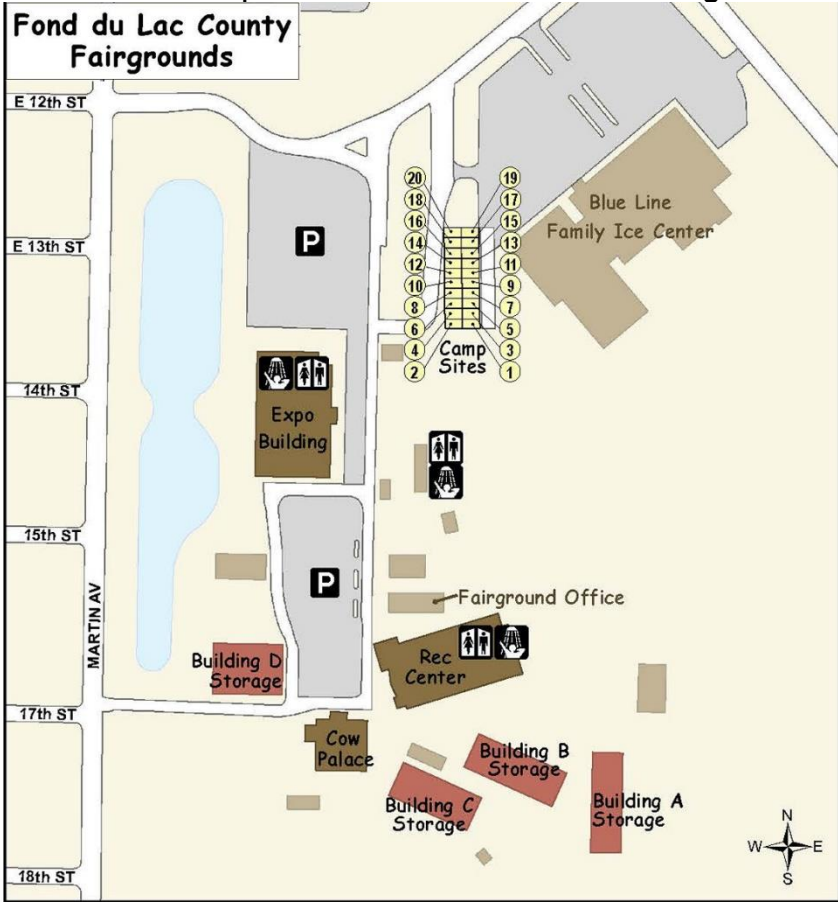 Fond du Lac County
Fairgrounds
E 12th ST
E 13th ST
14th ST
15th ST
17th ST
18th ST
MARTIN AV
P
P
20
18
16
14
12
10
8
6
4
2
19
17
15
13
11
9
7
5
3
1
Camp
Sites
Blue Line
Family Ice Center
Expo
Building
Fairground Office
Rec
Center
Building D
Storage
Cow
Palace
Building B
Storage
Building C
Storage
Building A
Storage
N
W
E
S